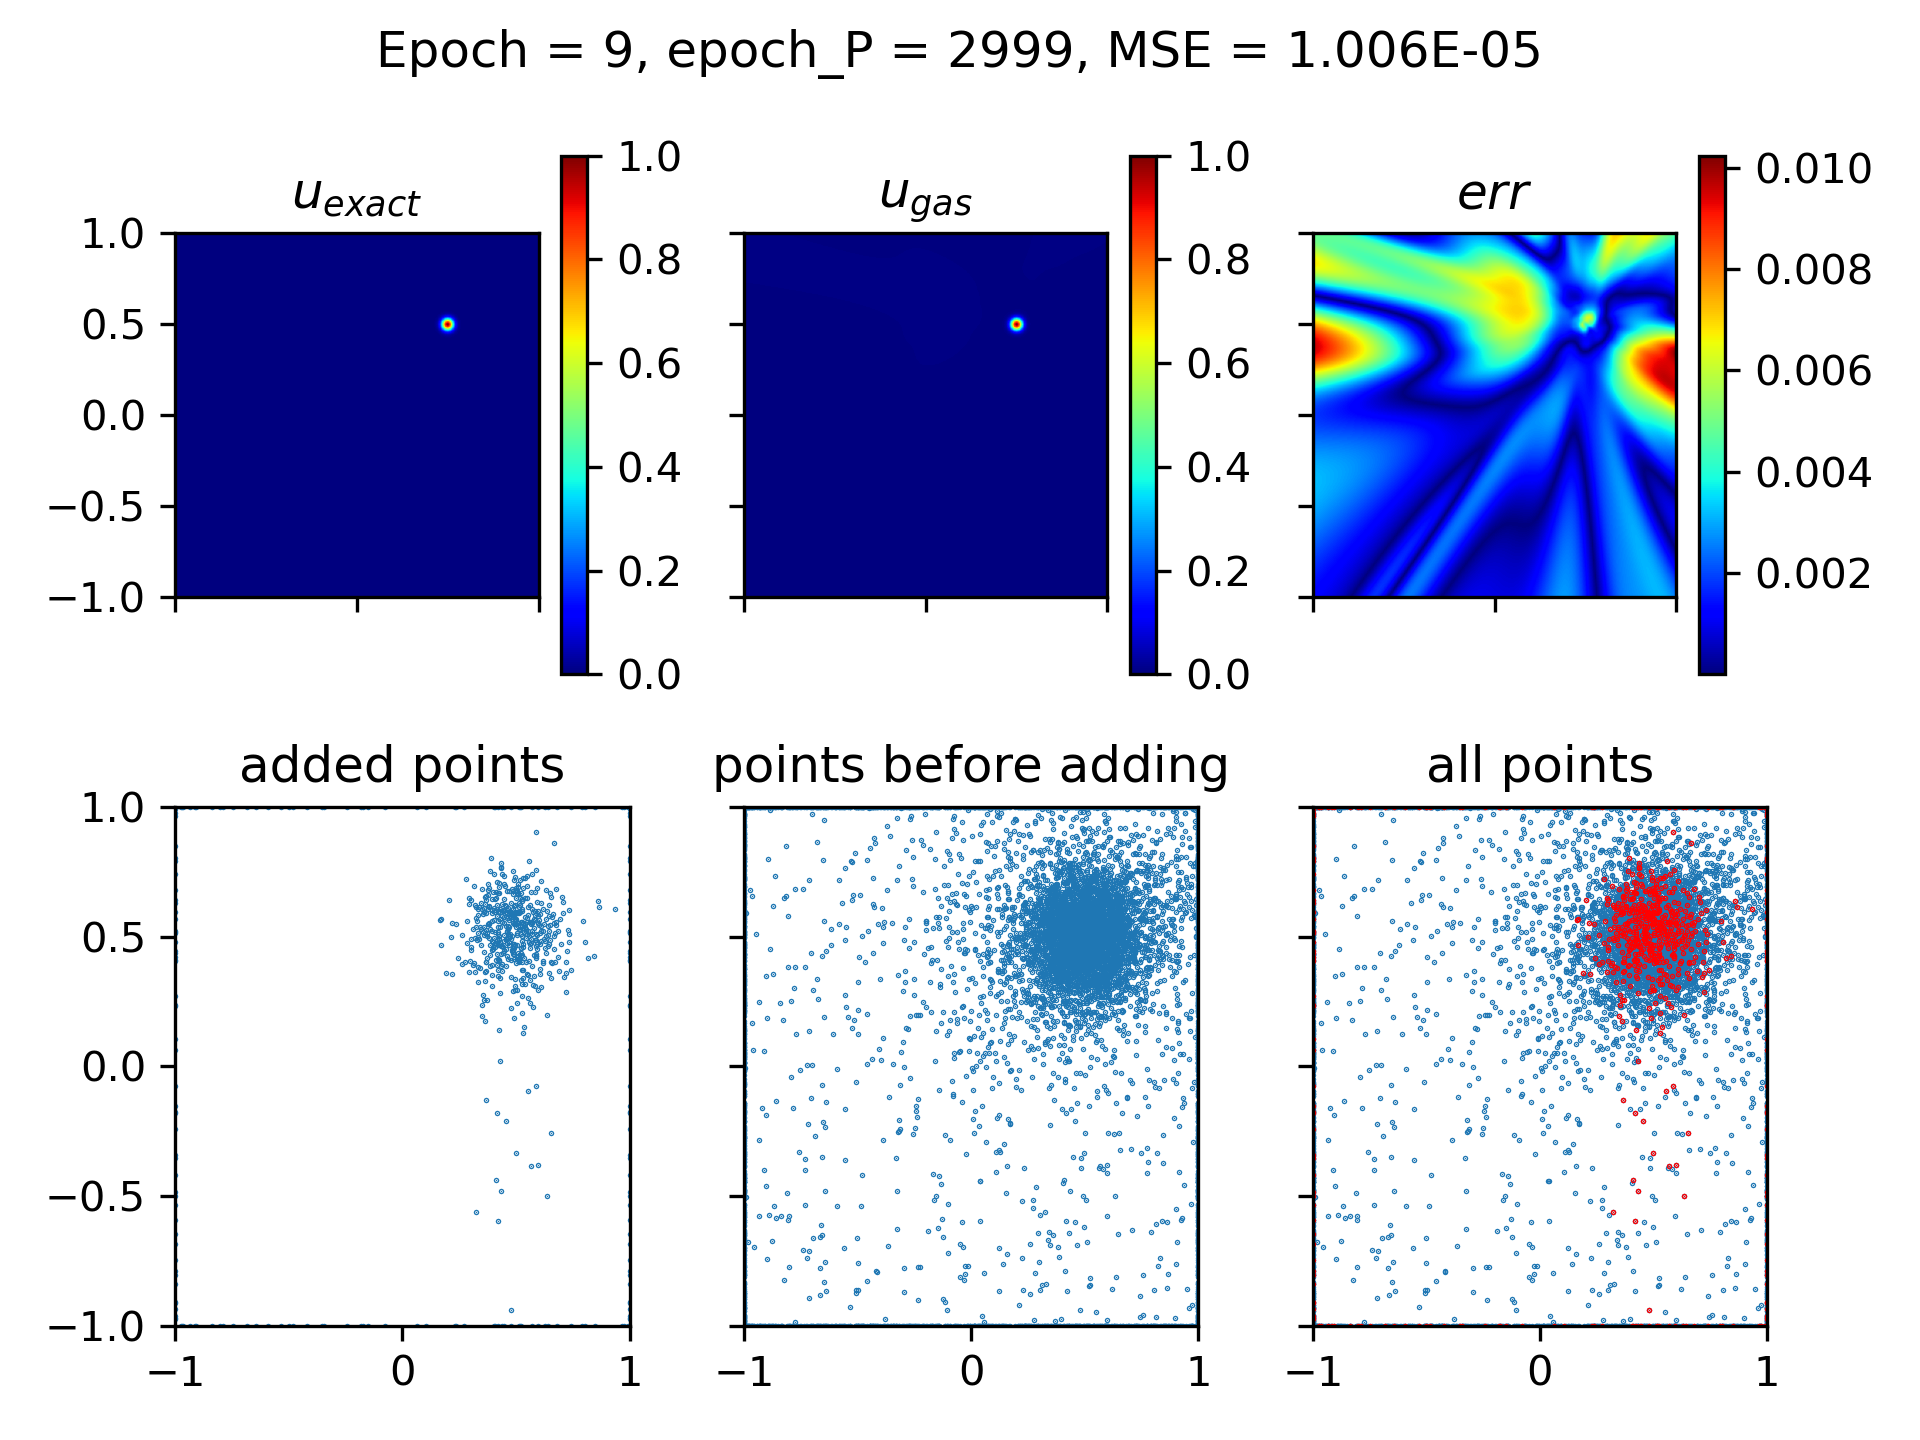 Epoch = 9, epoch_P = 2999, MSE = 1.006E-05
u_exact
u_gas
err
1.0
0.5
0.0
−0.5
−1.0
1.0
0.8
0.6
0.4
0.2
0.0
1.0
0.8
0.6
0.4
0.2
0.0
0.010
0.008
0.006
0.004
0.002
added points
points before adding
all points
1.0
0.5
0.0
−0.5
−1.0
−1 0 1
−1 0 1
−1 0 1